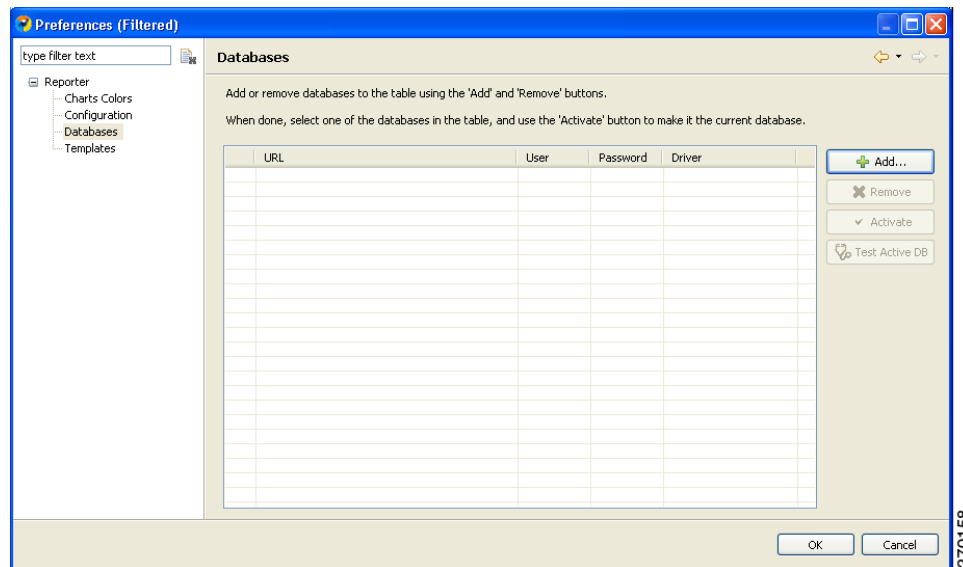 Preferences (Filtered)
type filter text
Databases
Reporter
Charts Colors
Configuration
Databases
Templates
Add or remove databases to the table using the 'Add' and 'Remove' buttons.
When done, select one of the databases in the table, and use the 'Activate' button to make it the current database.
URL User Password Driver
Add...
Remove
Activate
Test Active DB
OK Cancel
270158